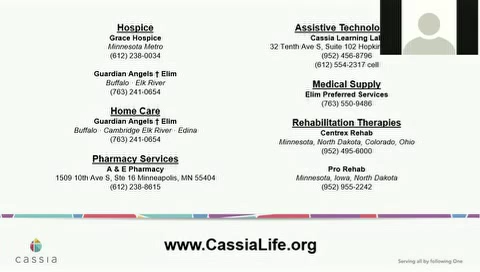 Hospice
Grace Hospice
Minnesota Metro
(612) 238-0034
Guardian Angels † Elim
Buffalo · Elk River
(763) 241-0654
Home Care
Guardian Angels † Elim
Buffalo · Cambridge Elk River · Edina
(763) 241-0654
Pharmacy Services
A & E Pharmacy
1509 10th Ave S, Ste 16 Minneapolis, MN 55404
(612) 238-8615
Assistive Technolo
Cassia Learning La
32 Tenth Ave S, Suite 102 Hopkin
(952) 456-8796
(612) 554-2317 cell
Medical Supply
Elim Preferred Services
(763) 550-9486
Rehabilitation Therapies
Centrex Rehab
Minnesota, North Dakota, Colorado, Ohio
(952) 495-6000
Pro Rehab
Minnesota, Iowa, North Dakota
(952) 955-2242
cassia
www.CassiaLife.org
Serving all by following One